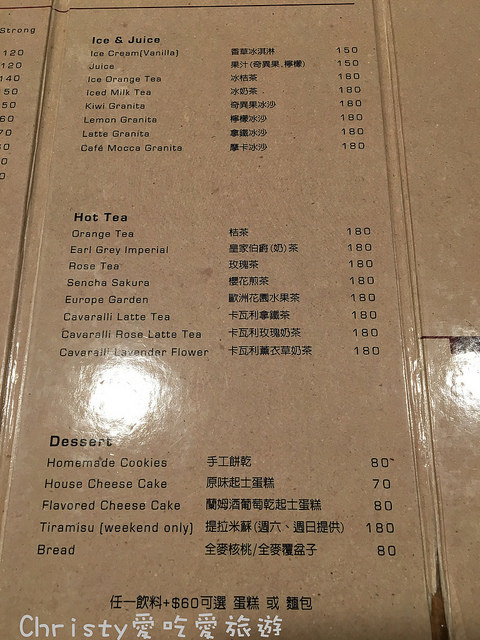 Strong
120
120
140
50
50
60
70
0
0
0
Ice & Juice
Ice Cream(Vanilla) 香草冰淇淋 150
Juice 果汁(奇異果,檸檬) 150
Ice Orange Tea 冰桔茶 180
Iced Milk Tea 冰奶茶 180
Kiwi Granita 奇異果冰沙 180
Lemon Granita 檸檬冰沙 180
Latte Granita 拿鐵冰沙 180
Café Mocca Granita 摩卡冰沙 180
Hot Tea
Orange Tea 桔茶 180
Earl Grey Imperial 皇家伯爵(奶)茶 180
Rose Tea 玫瑰茶 180
Sencha Sakura 櫻花煎茶 180
Europe Garden 歐洲花園水果茶 180
Cavaralli Latte Tea 卡瓦利拿鐵茶 180
Cavaralli Rose Latte Tea 卡瓦利玫瑰奶茶 180
Cavaralli Lavender Flower 卡瓦利薰衣草奶茶 180
Dessert
Homemade Cookies 手工餅乾 80~
House Cheese Cake 原味起士蛋糕 70
Flavored Cheese Cake 蘭姆酒葡萄乾起士蛋糕 80
Tiramisu (weekend only) 提拉米蘇(週六、週日提供) 180
Bread 全麥核桃/全麥覆盆子 80
任一飲料+$60可選 蛋糕 或 麵包
Christy愛吃愛旅遊